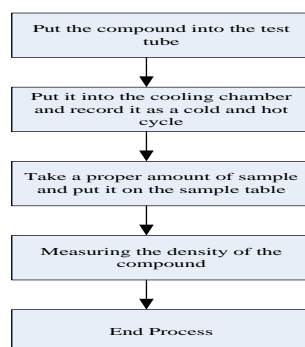 Put the compound into the test
tube
Put it into the cooling chamber
and record it as a cold and hot
cycle
Take a proper amount of sample
and put it on the sample table
Measuring the density of the
compound
End Process